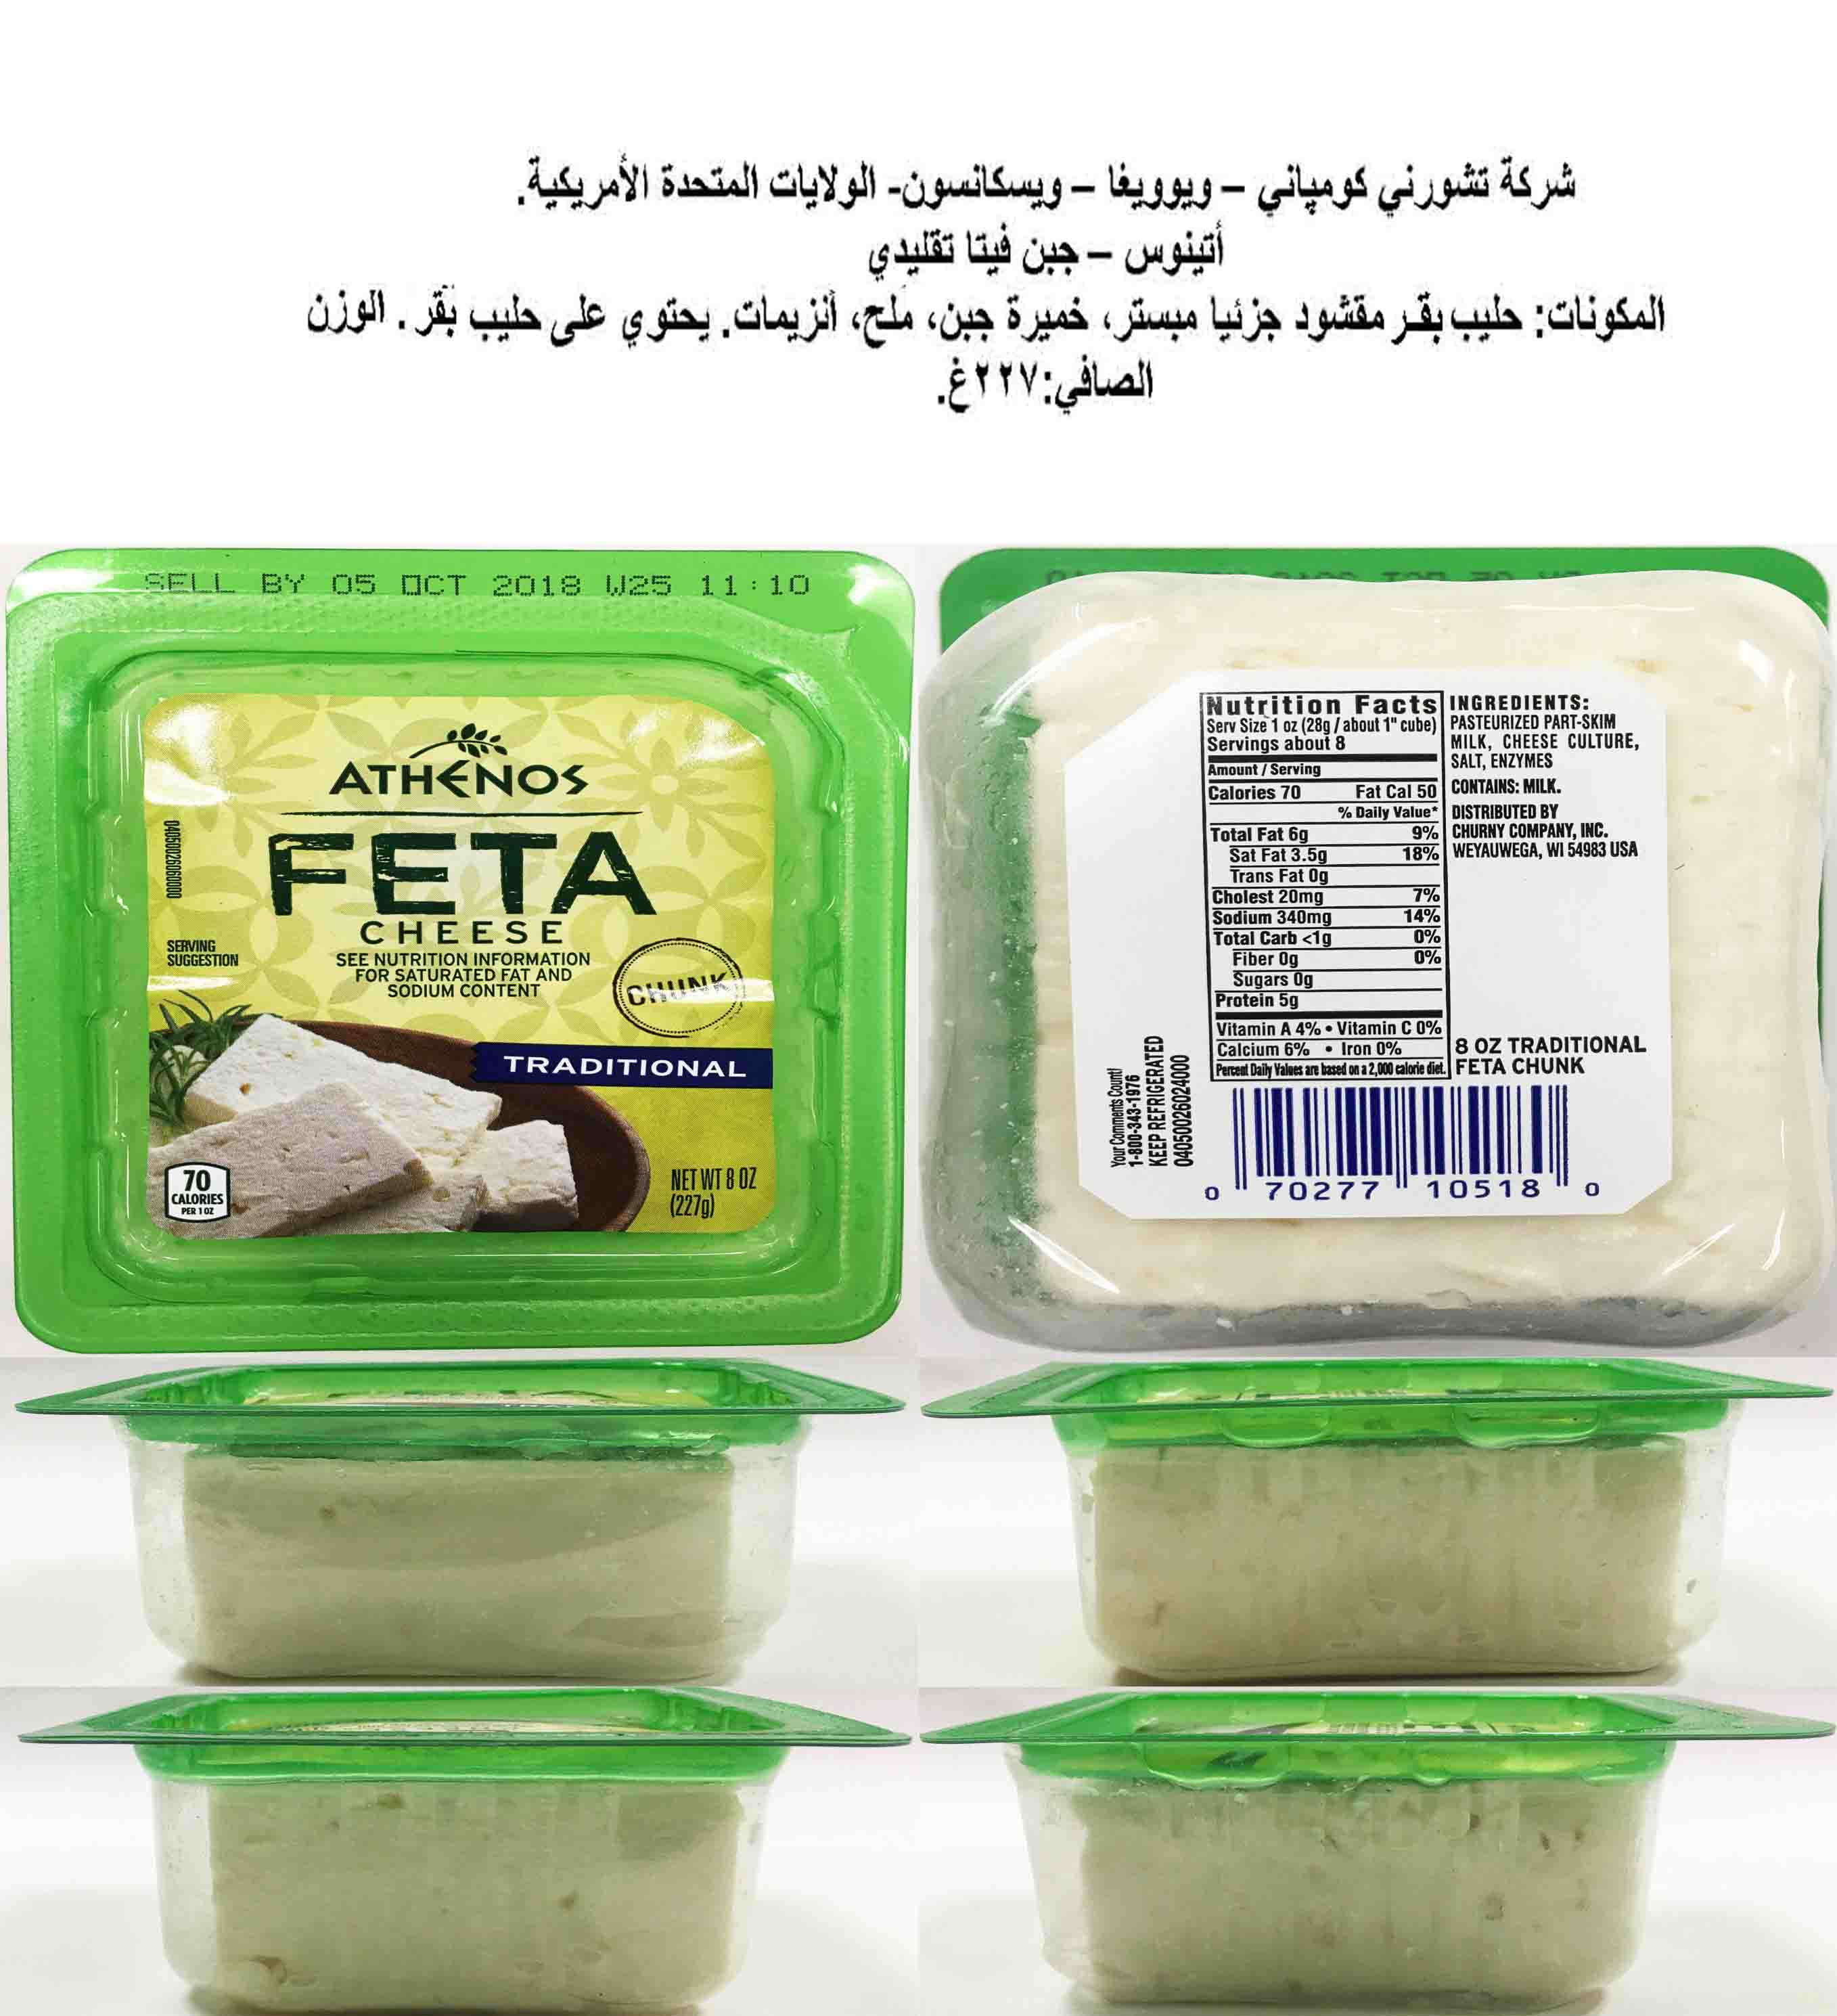 شركة تشورني كومپاني – ويوويغا – ويسكانسون- الولايات المتحدة الأمريكية.
أتينوس – جبن فيتا تقليدي
المكونات: حليب بقر مقشود جزئيا مبستر، خميرة جبن، ملح، أنزيمات. يحتوي على حليب بقر. الوزن
الصافي:٢٢٧غ.
SELL BY 05 OCT 2018 W25 11:10
ATHENOS
FETA
CHEESE
SEE NUTRITION INFORMATION
FOR SATURATED FAT AND
SODIUM CONTENT
SERVING
SUGGESTION
CHUNK
TRADITIONAL
70
CALORIES
PER 1 OZ
NET WT 8 OZ
(227g)
Nutrition Facts
Serv Size 1 oz (28g / about 1" cube)
Servings about 8
Amount / Serving
Calories 70 Fat Cal 50
% Daily Value*
Total Fat 6g 9%
Sat Fat 3.5g 18%
Trans Fat 0g
Cholest 20mg 7%
Sodium 340mg 14%
Total Carb <1g 0%
Fiber 0g 0%
Sugars 0g
Protein 5g
Vitamin A 4% • Vitamin C 0%
Calcium 6% • Iron 0%
Percent Daily Values are based on a 2,000 calorie diet.
INGREDIENTS:
PASTEURIZED PART-SKIM
MILK, CHEESE CULTURE,
SALT, ENZYMES
CONTAINS: MILK.
DISTRIBUTED BY
CHURNY COMPANY, INC.
WEYAUWEGA, WI 54983 USA
8 OZ TRADITIONAL
FETA CHUNK
Your Comments Count!
1-800-343-1976
KEEP REFRIGERATED
04050026024000
0 70277 10518 0